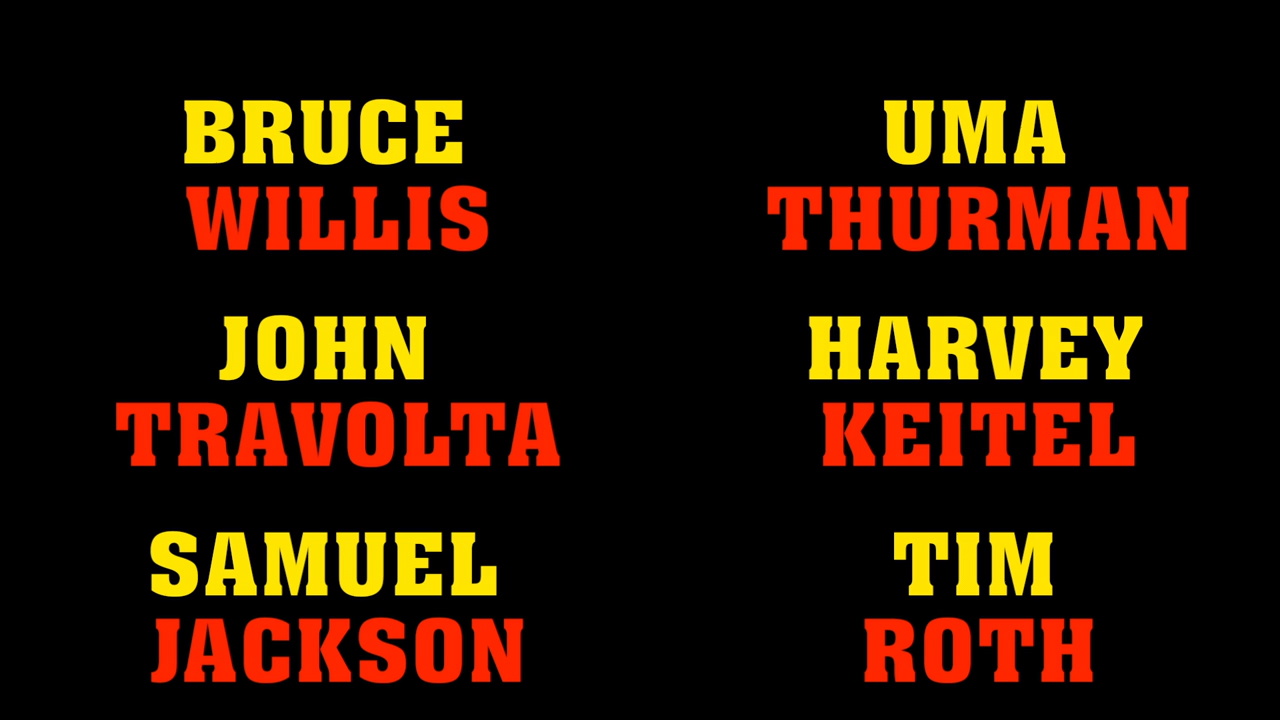 BRUCE
WILLIS
JOHN
TRAVOLTA
SAMUEL
JACKSON
UMA
THURMAN
HARVEY
KEITEL
TIM
ROTH